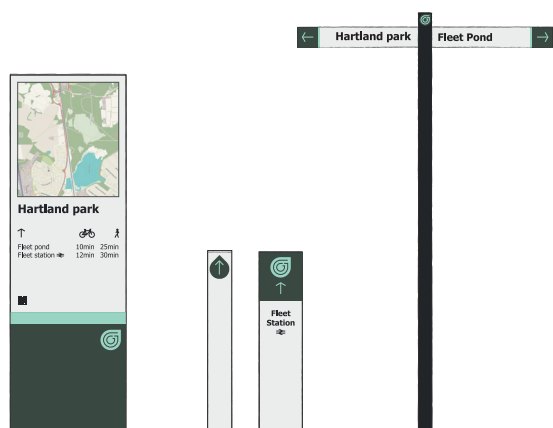 Hartland park
Fleet pond 10min 25min
Fleet station 12min 30min
Fleet
Station
Hartland park
Fleet Pond